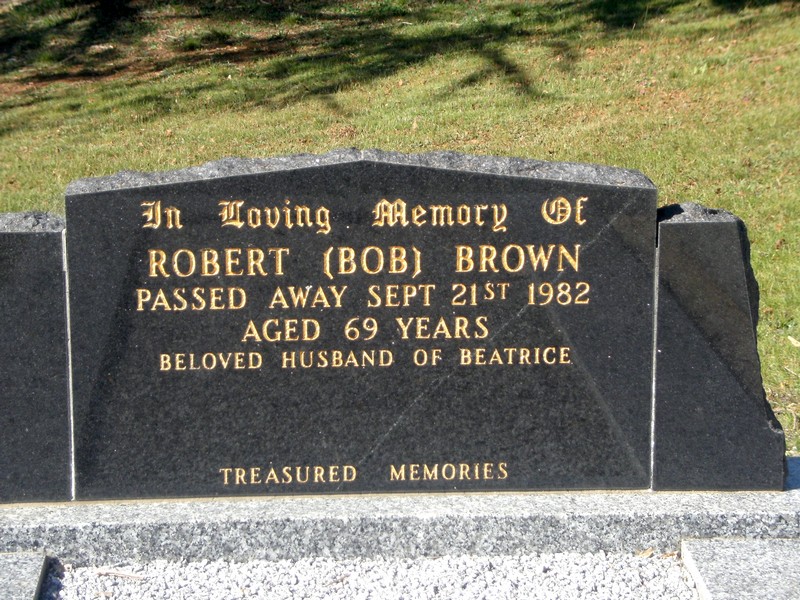 In Loving Memory Of
ROBERT (BOB) BROWN
PASSED AWAY SEPT 21ST 1982
AGED 69 YEARS
BELOVED HUSBAND OF BEATRICE
TREASURED MEMORIES